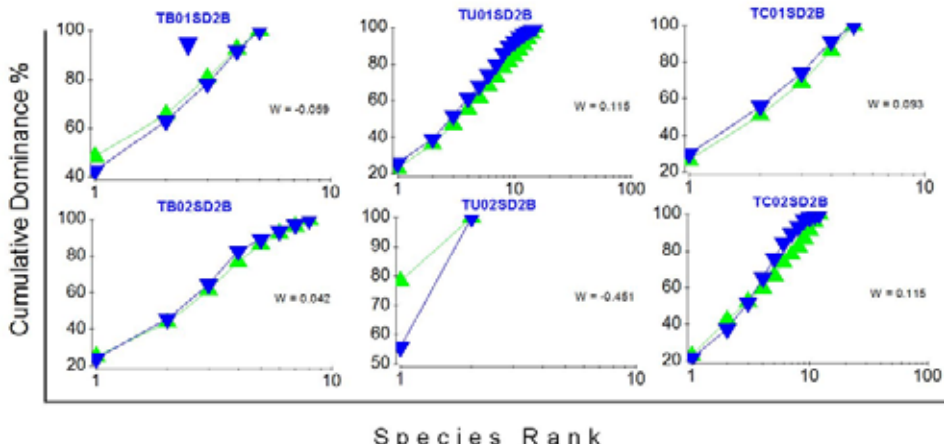 TB01SD2B TU01SD2B TC01SD2B
100 100 100
80 80 80
60 60 60
40 40 40
20 20
W = -0.059 W = 0.115 W = 0.093
1 10 1 10 100 1 10
TB02SD2B TU02SD2B TC02SD2B
100 100 100
80 90 80
60 80 60
40 70 40
20 60 20
50
W = 0.042 W = -0.451 W = 0.115
1 10 1 10 1 10 100
Cumulative Dominance %
Species Rank